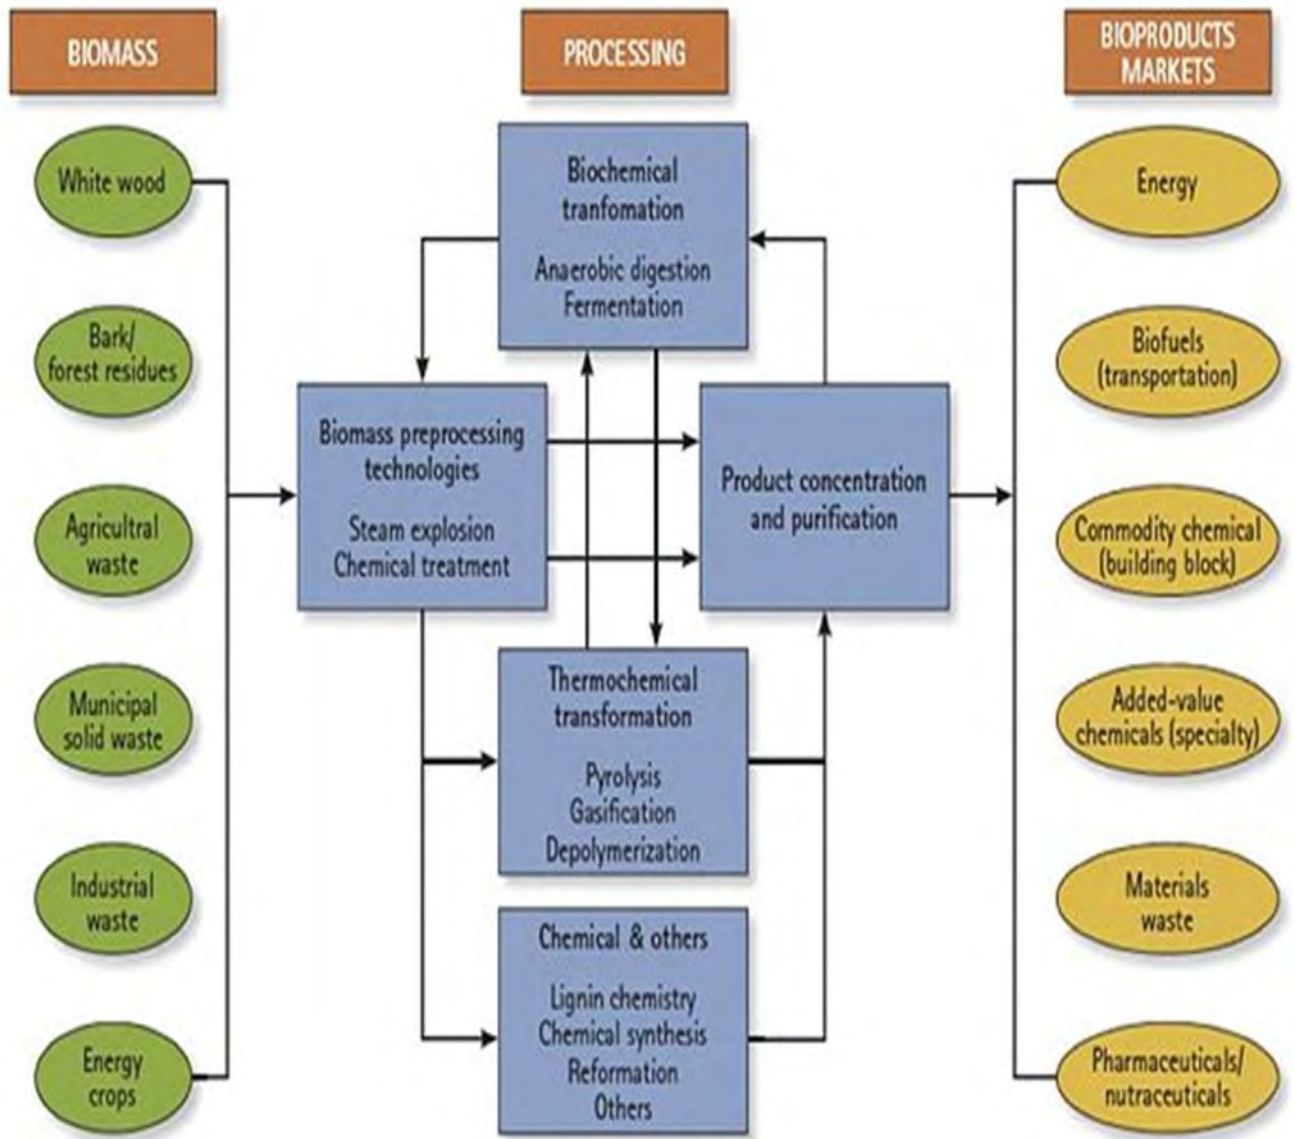 BIOMASS
PROCESSING
BIOPRODUCTS
MARKETS
White wood
Bark/
forest residues
Agricultral
waste
Municipal
solid waste
Industrial
waste
Energy
crops
Biochemical
tranfomation
Anaerobic digestion
Fermentation
Biomass preprocessing
technologies
Steam explosion
Chemical treatment
Product concentration
and purification
Thermochemical
transformation
Pyrolysis
Gasification
Depolymerization
Chemical & others
Lignin chemistry
Chemical synthesis
Reformation
Others
Energy
Biofuels
(transportation)
Commodity chemical
(building block)
Added-value
chemicals (specialty)
Materials
waste
Pharmaceuticals/
nutraceuticals